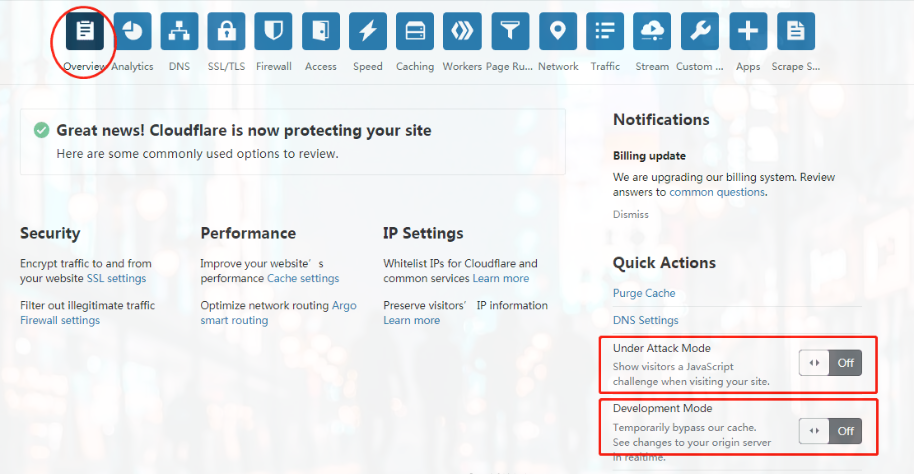 Overview Analytics DNS SSL/TLS Firewall Access Speed Caching Workers Page Ru... Network Traffic Stream Custom ... Apps Scrape S...
Great news! Cloudflare is now protecting your site
Here are some commonly used options to review.
Security
Encrypt traffic to and from
your website SSL settings
Filter out illegitimate traffic
Firewall settings
Performance
Improve your website's
performance Cache settings
Optimize network routing Argo
smart routing
IP Settings
Whitelist IPs for Cloudflare and
common services Learn more
Preserve visitors' IP information
Learn more
Notifications
Billing update
We are upgrading our billing system. Review
answers to common questions.
Dismiss
Quick Actions
Purge Cache
DNS Settings
Under Attack Mode
Show visitors a JavaScript
challenge when visiting your site.
Off
Development Mode
Temporarily bypass our cache.
See changes to your origin server
in realtime.
Off